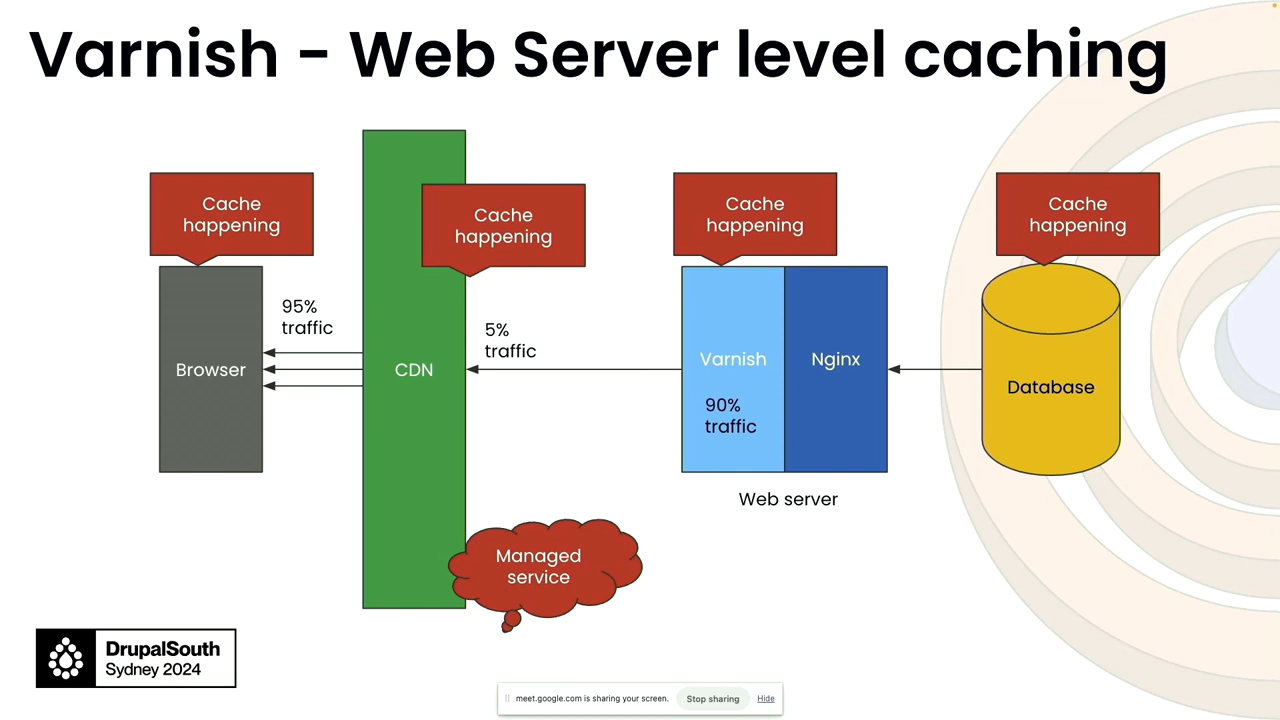 Varnish - Web Server level caching
Cache
happening
Cache
happening
Cache
happening
Cache
happening
95%
traffic
5%
traffic
Browser
CDN
Varnish
Nginx
90%
traffic
Database
Web server
Managed
service
DrupalSouth
Sydney 2024
meet.google.com is sharing your screen.
Stop sharing
Hide